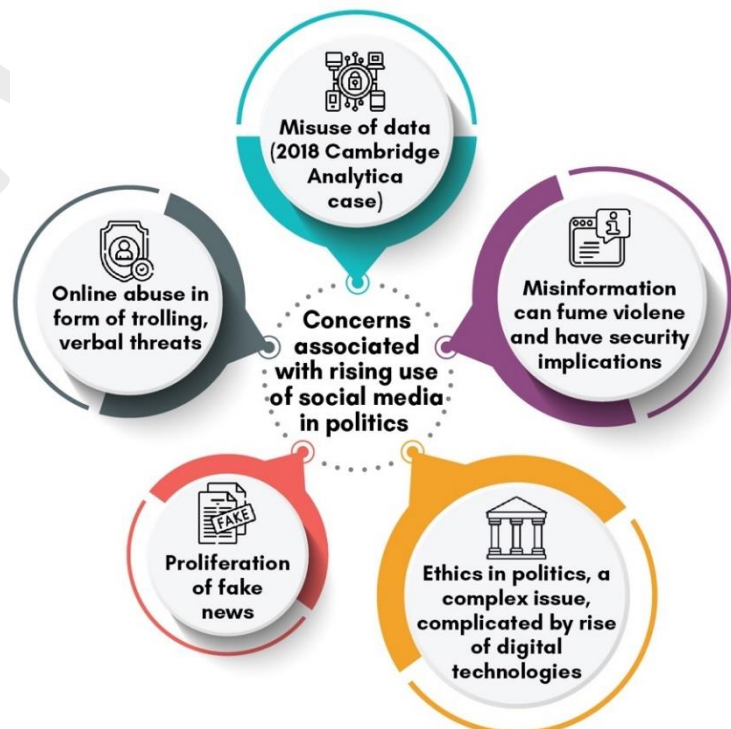 Misuse of data
(2018 Cambridge
Analytica
case)
Online abuse in
form of trolling,
verbal threats
Misinformation
can fume violene
and have security
implications
Concerns
associated
with rising use
of social media
in politics
FAKE
Proliferation
of fake
news
Ethics in politics, a
complex issue,
complicated by rise
of digital
technologies